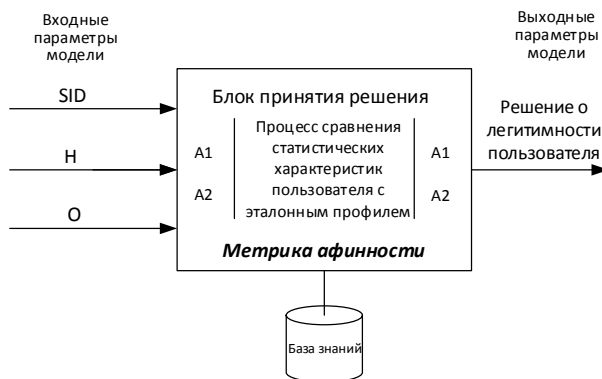 Входные
параметры
модели
Выходные
параметры
модели
SID
H
O
Блок принятия решения
A1
A2
Процесс сравнения
статистических
характеристик
пользователя с
эталонным профилем
A1
A2
Метрика афинности
Решение о
легитимности
пользователя
База знаний